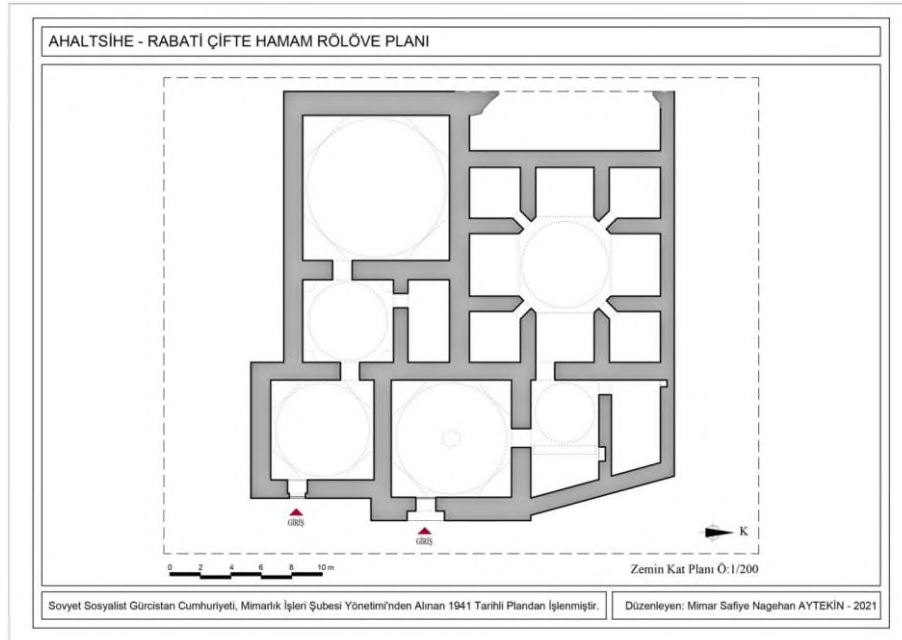 AHALTSİHE - RABATİ ÇİFTE HAMAM RÖLÖVE PLANI
GİRİŞ
GİRİŞ
K
0 2 4 6 8 10 m
Zemin Kat Planı Ö:1/200
Sovyet Sosyalist Gürcistan Cumhuriyeti, Mimarlık İşleri Şubesi Yönetimi'nden Alınan 1941 Tarihli Plandan İşlenmiştir.
Düzenleyen: Mimar Safiye Nagehan AYTEKİN - 2021